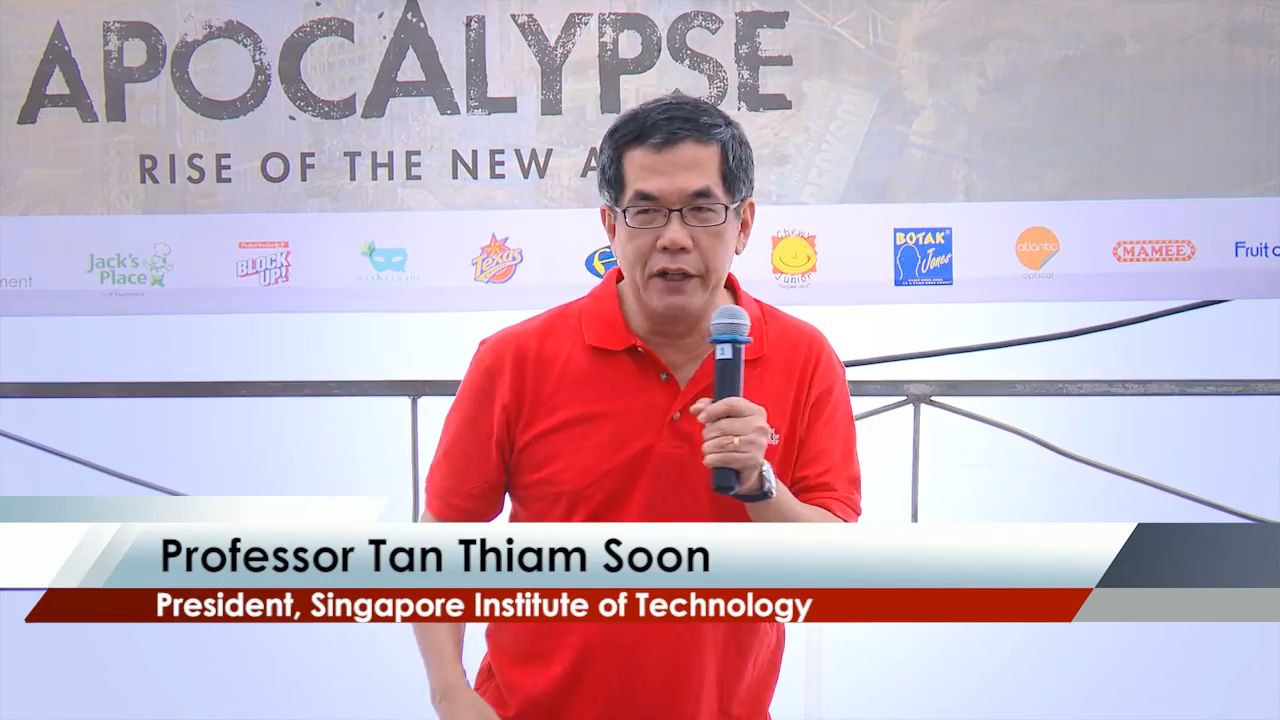 APOCALYPSE
RISE OF THE NEW
Jack's Place
BLOCK UP!
Texas
Chewy Junior
BOTAK Jones
atlantic optical
MAMEE
Fruit
Professor Tan Thiam Soon
President, Singapore Institute of Technology